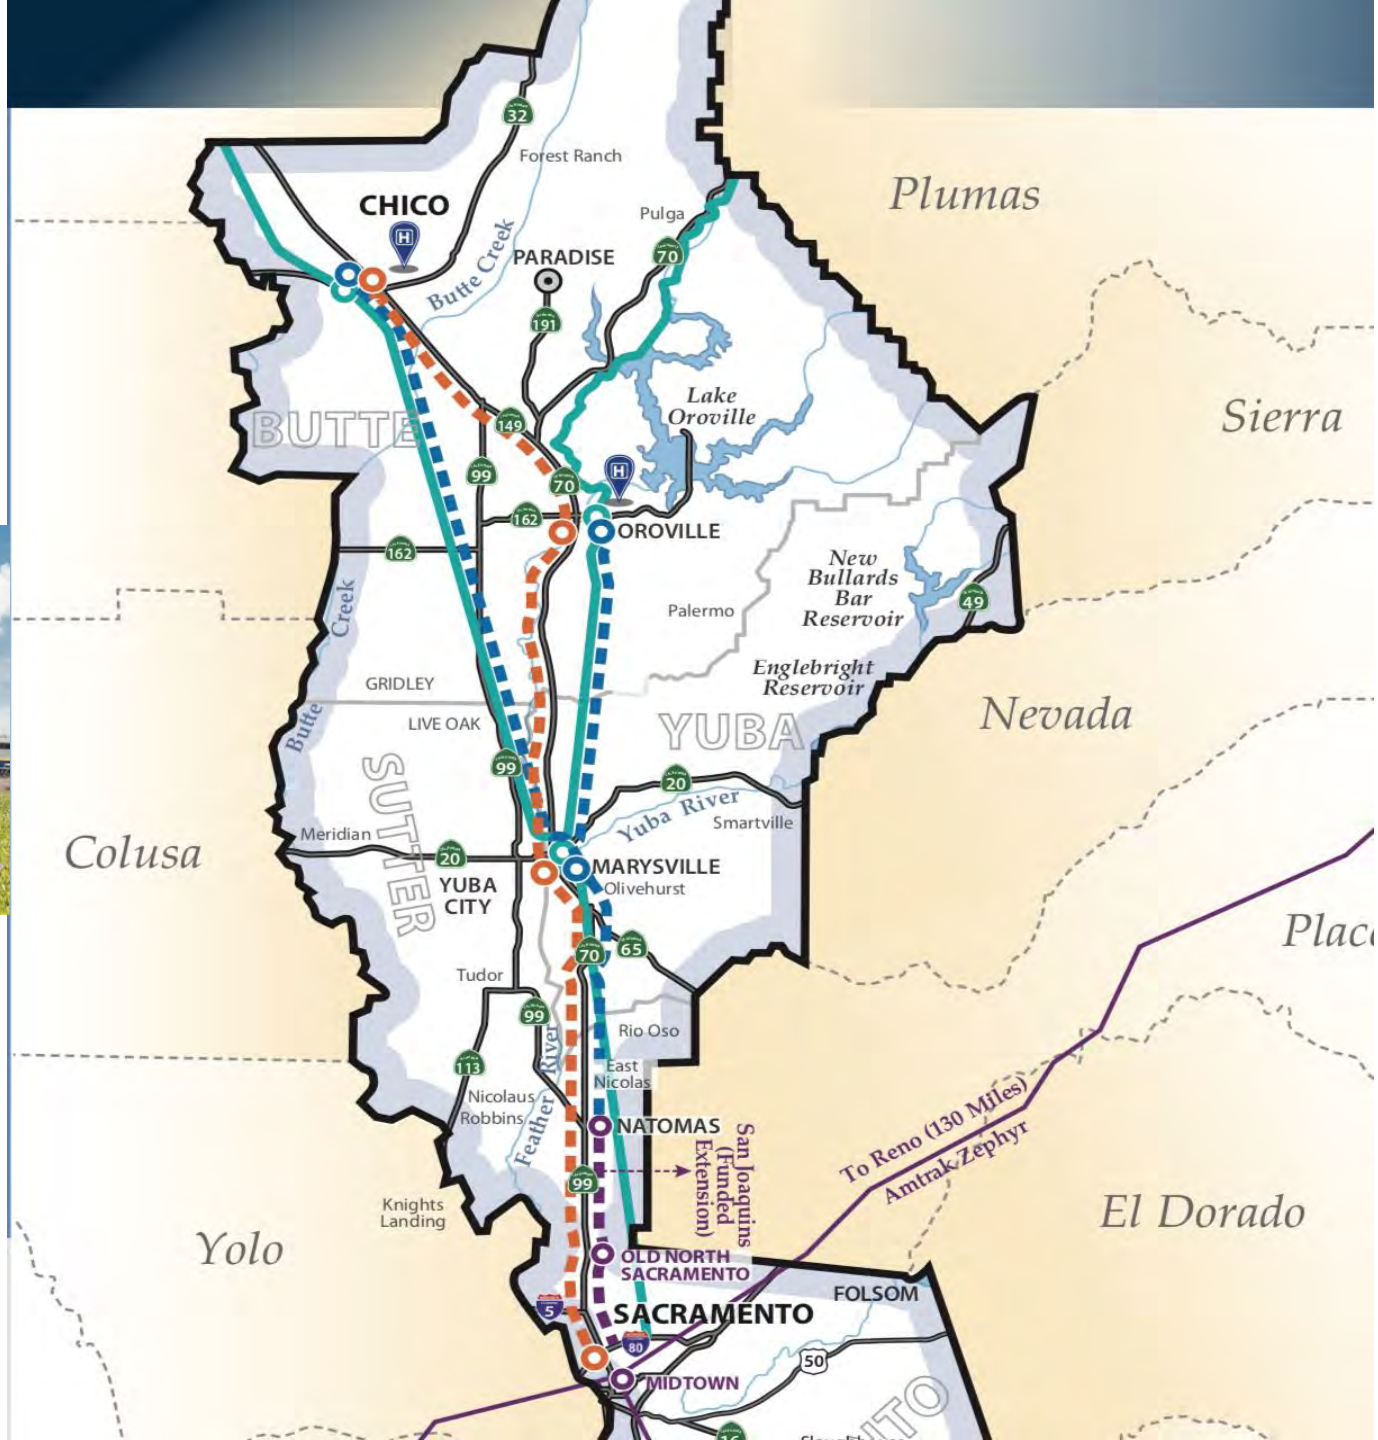 32
Forest Ranch
Plumas
CHICO
H
Pulga
70
Butte Creek
PARADISE
191
Lake
Oroville
Sierra
BUTTE
149
99
70
H
162
OROVILLE
162
New
Bullards
Bar
Reservoir
49
Butte Creek
Palermo
Englebright
Reservoir
GRIDLEY
Nevada
LIVE OAK
YUBA
SUTTER
99
20
Yuba River
Smartville
Meridian
Colusa
20
MARYSVILLE
YUBA
CITY
Olivehurst
Plac
70
65
Tudor
99
Rio Oso
113
East
Nicolas
Nicolaus
Robbins
Feather River
NATOMAS
San Joaquins
(Funded
Extension)
To Reno (130 Miles)
Amtrak Zephyr
99
Knights
Landing
El Dorado
Yolo
OLD NORTH
SACRAMENTO
FOLSOM
5
SACRAMENTO
80
50
MIDTOWN
NTO
16